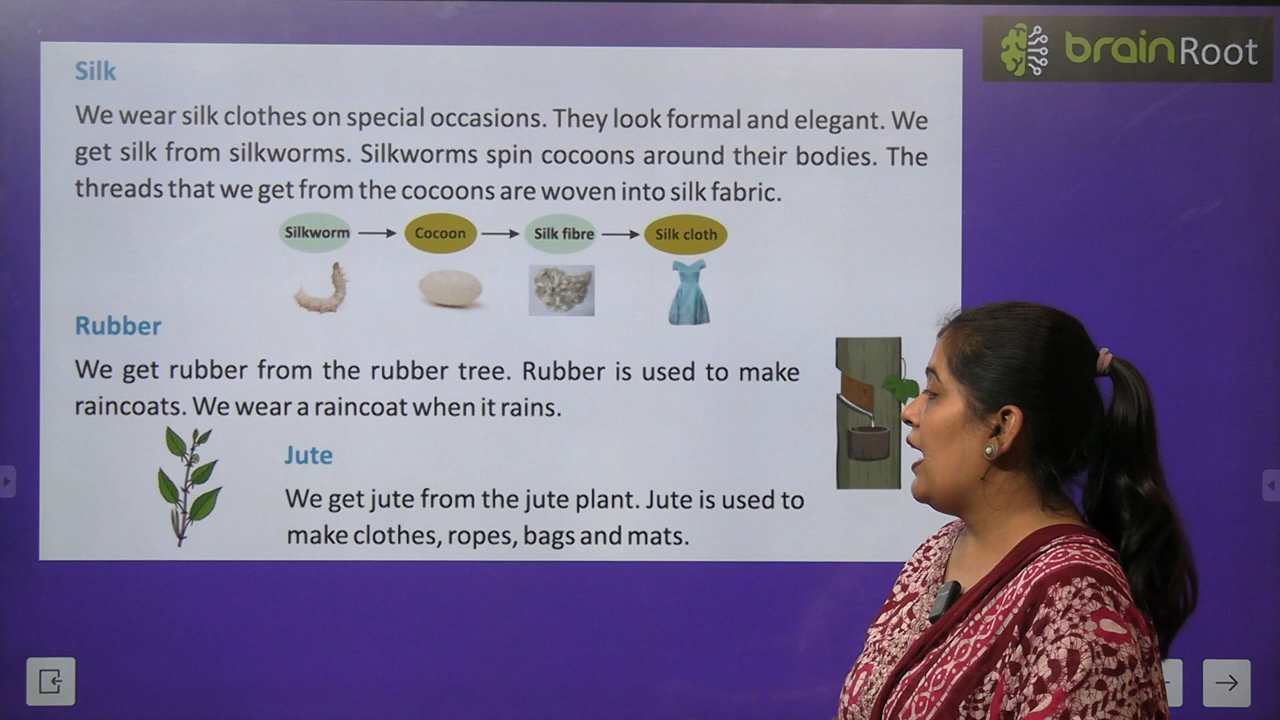 brainRoot
Silk
We wear silk clothes on special occasions. They look formal and elegant. We
get silk from silkworms. Silkworms spin cocoons around their bodies. The
threads that we get from the cocoons are woven into silk fabric.
Silkworm Cocoon Silk fibre Silk cloth
Rubber
We get rubber from the rubber tree. Rubber is used to make
raincoats. We wear a raincoat when it rains.
Jute
We get jute from the jute plant. Jute is used to
make clothes, ropes, bags and mats.